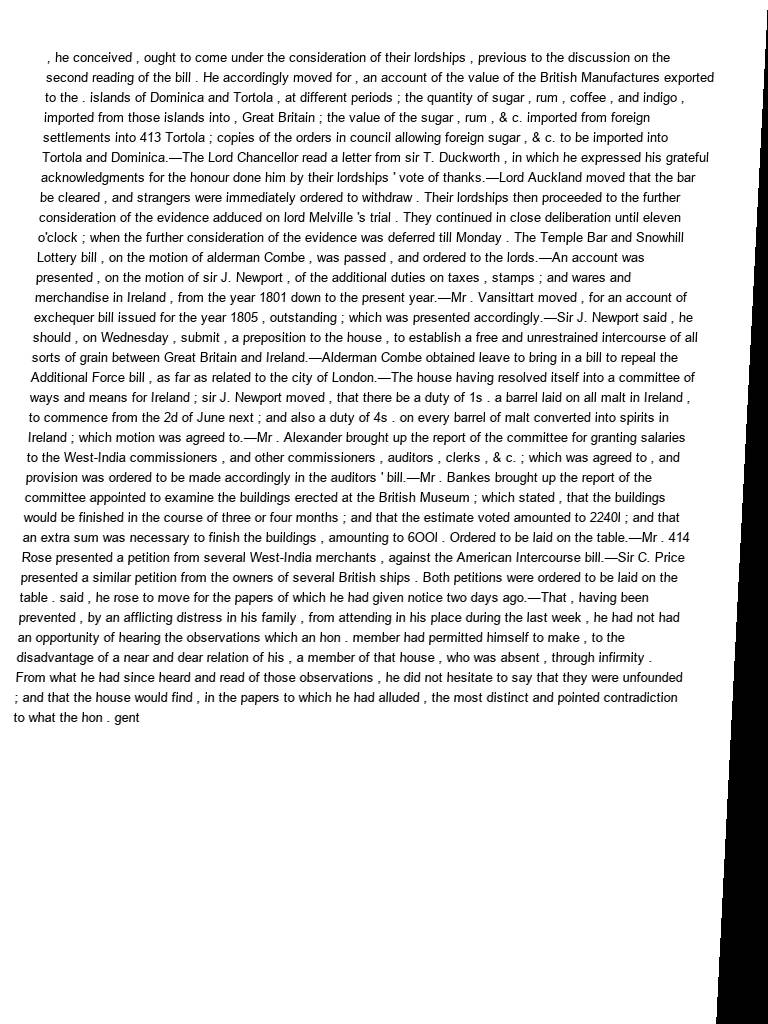 , he conceived , ought to come under the consideration of their lordships , previous to the discussion on the
second reading of the bill . He accordingly moved for , an account of the value of the British Manufactures exported
to the . islands of Dominica and Tortola , at different periods ; the quantity of sugar , rum , coffee , and indigo ,
imported from those islands into , Great Britain ; the value of the sugar , rum , & c. imported from foreign
settlements into 413 Tortola ; copies of the orders in council allowing foreign sugar , & c. to be imported into
Tortola and Dominica.—The Lord Chancellor read a letter from sir T. Duckworth , in which he expressed his grateful
acknowledgments for the honour done him by their lordships ' vote of thanks.—Lord Auckland moved that the bar
be cleared , and strangers were immediately ordered to withdraw . Their lordships then proceeded to the further
consideration of the evidence adduced on lord Melville 's trial . They continued in close deliberation until eleven
o'clock ; when the further consideration of the evidence was deferred till Monday . The Temple Bar and Snowhill
Lottery bill , on the motion of alderman Combe , was passed , and ordered to the lords.—An account was
presented , on the motion of sir J. Newport , of the additional duties on taxes , stamps ; and wares and
merchandise in Ireland , from the year 1801 down to the present year.—Mr . Vansittart moved , for an account of
exchequer bill issued for the year 1805 , outstanding ; which was presented accordingly.—Sir J. Newport said , he
should , on Wednesday , submit , a preposition to the house , to establish a free and unrestrained intercourse of all
sorts of grain between Great Britain and Ireland.—Alderman Combe obtained leave to bring in a bill to repeal the
Additional Force bill , as far as related to the city of London.—The house having resolved itself into a committee of
ways and means for Ireland ; sir J. Newport moved , that there be a duty of 1s . a barrel laid on all malt in Ireland ,
to commence from the 2d of June next ; and also a duty of 4s . on every barrel of malt converted into spirits in
Ireland ; which motion was agreed to.—Mr . Alexander brought up the report of the committee for granting salaries
to the West-India commissioners , and other commissioners , auditors , clerks , & c. ; which was agreed to , and
provision was ordered to be made accordingly in the auditors ' bill.—Mr . Bankes brought up the report of the
committee appointed to examine the buildings erected at the British Museum ; which stated , that the buildings
would be finished in the course of three or four months ; and that the estimate voted amounted to 2240l ; and that
an extra sum was necessary to finish the buildings , amounting to 6OOl . Ordered to be laid on the table.—Mr . 414
Rose presented a petition from several West-India merchants , against the American Intercourse bill.—Sir C. Price
presented a similar petition from the owners of several British ships . Both petitions were ordered to be laid on the
table . said , he rose to move for the papers of which he had given notice two days ago.—That , having been
prevented , by an afflicting distress in his family , from attending in his place during the last week , he had not had
an opportunity of hearing the observations which an hon . member had permitted himself to make , to the
disadvantage of a near and dear relation of his , a member of that house , who was absent , through infirmity .
From what he had since heard and read of those observations , he did not hesitate to say that they were unfounded
; and that the house would find , in the papers to which he had alluded , the most distinct and pointed contradiction
to what the hon . gent